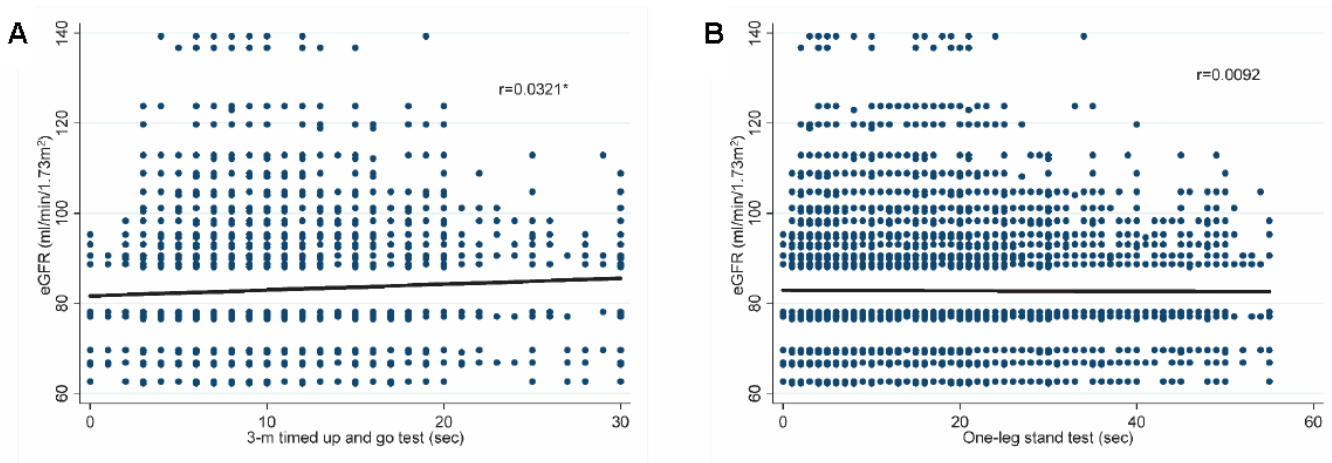 A
140
120
100
80
60
eGFR (ml/min/1.73m²)
r=0.0321*
0 10 20 30
3-m timed up and go test (sec)
B
140
120
100
80
60
eGFR (ml/min/1.73m²)
r=0.0092
0 20 40 60
One-leg stand test (sec)